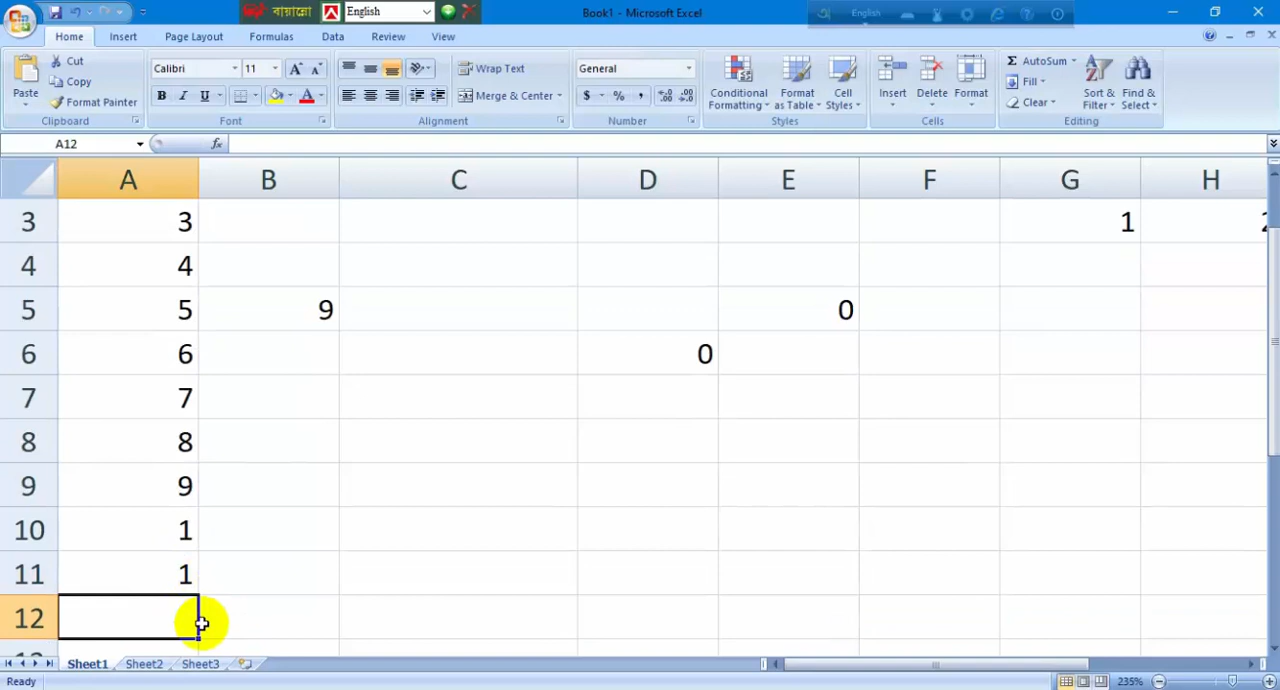 বায়ান্নো English Book1 - Microsoft Excel English
Home Insert Page Layout Formulas Data Review View
Cut Calibri 11 Wrap Text General $ % , AutoSum
Copy Fill
Paste Format Painter B I U Merge & Center Conditional Formatting Format as Table Cell Styles Insert Delete Format Clear Sort & Filter Find & Select
Clipboard Font Alignment Number Styles Cells Editing
A12 fx
A B C D E F G H
3 3 1 2
4 4
5 5 9 0
6 6 0
7 7
8 8
9 9
10 1
11 1
12
Sheet1 Sheet2 Sheet3
Ready 235%